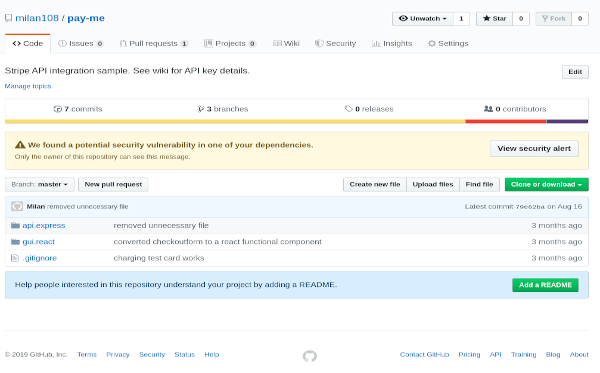 milan108 / pay-me
Unwatch 1 Star 0 Fork 0
Code Issues 0 Pull requests 1 Projects 0 Wiki Security Insights Settings
Stripe API integration sample. See wiki for API key details. Edit
Manage topics
7 commits 3 branches 0 releases 0 contributors
We found a potential security vulnerability in one of your dependencies.
Only the owner of this repository can see this message.
View security alert
Branch: master New pull request Create new file Upload files Find file Clone or download
Milan removed unnecessary file Latest commit 79e62ba on Aug 16
api.express removed unnecessary file 3 months ago
gui.react converted checkoutform to a react functional component 3 months ago
.gitignore charging test card works 3 months ago
Help people interested in this repository understand your project by adding a README. Add a README
© 2019 GitHub, Inc. Terms Privacy Security Status Help Contact GitHub Pricing API Training Blog About